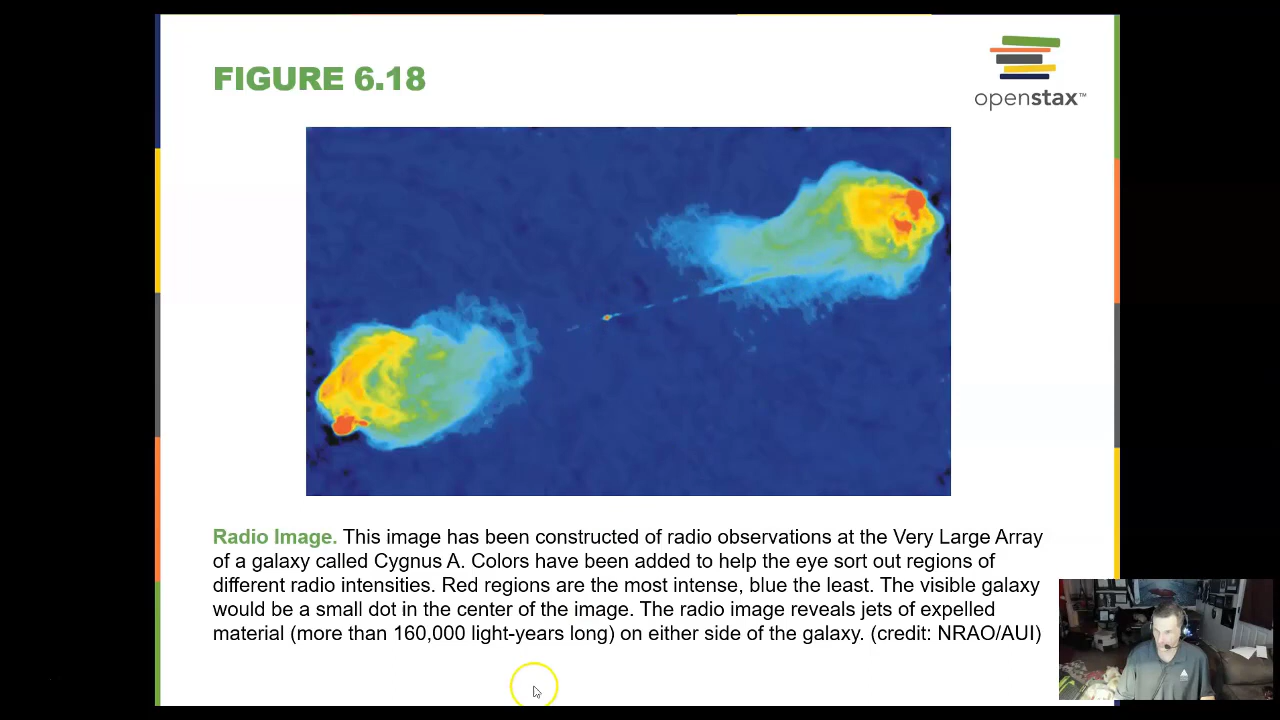 FIGURE 6.18
openstax™
Radio Image. This image has been constructed of radio observations at the Very Large Array
of a galaxy called Cygnus A. Colors have been added to help the eye sort out regions of
different radio intensities. Red regions are the most intense, blue the least. The visible galaxy
would be a small dot in the center of the image. The radio image reveals jets of expelled
material (more than 160,000 light-years long) on either side of the galaxy. (credit: NRAO/AUI)